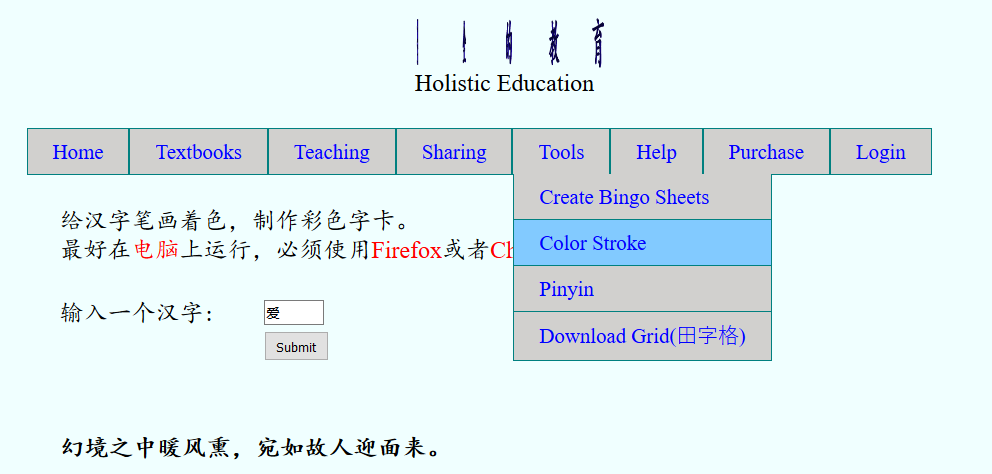 的教育
Holistic Education
Home Textbooks Teaching Sharing Tools Help Purchase Login
Create Bingo Sheets
Color Stroke
Pinyin
Download Grid(田字格)
给汉字笔画着色，制作彩色字卡。
最好在电脑上运行，必须使用Firefox或者
输入一个汉字： 爱
Submit
幻境之中暖风熏，宛如故人迎面来。